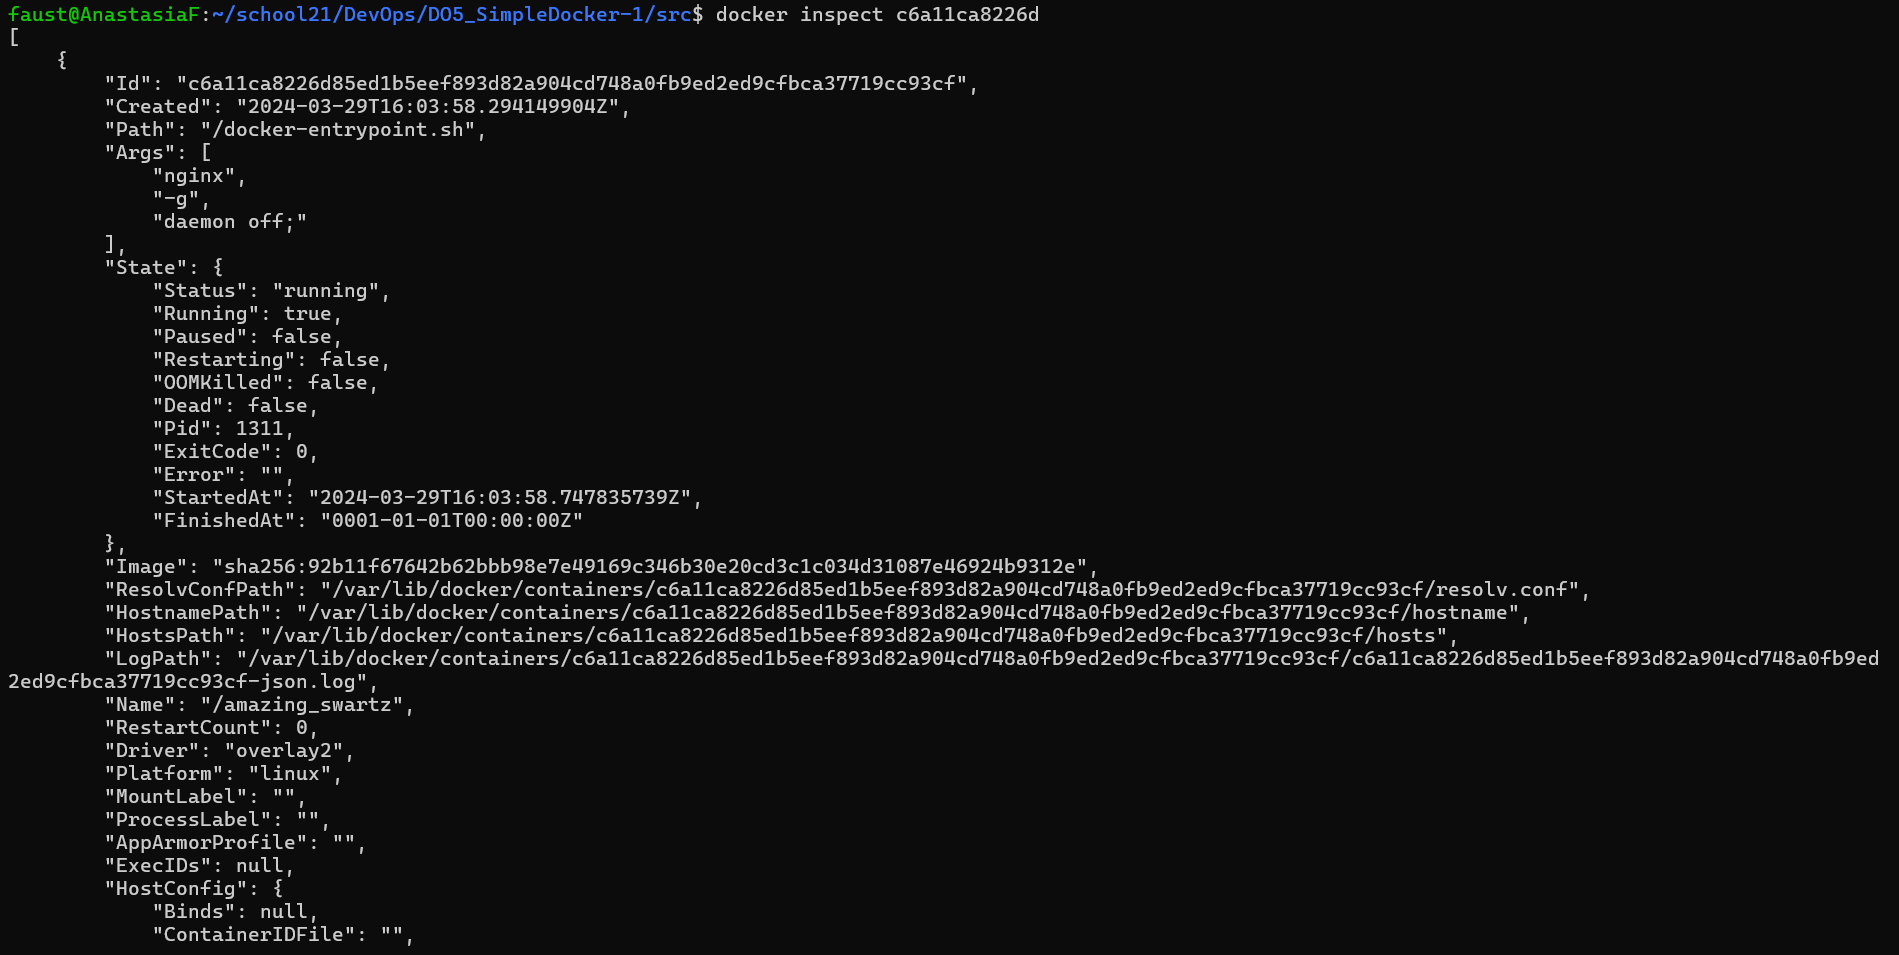 faust@AnastasiaF:~/school21/DevOps/DO5_SimpleDocker-1/src$ docker inspect c6a11ca8226d
[
    {
        "Id": "c6a11ca8226d85ed1b5eef893d82a904cd748a0fb9ed2ed9cfbca37719cc93cf",
        "Created": "2024-03-29T16:03:58.294149904Z",
        "Path": "/docker-entrypoint.sh",
        "Args": [
            "nginx",
            "-g",
            "daemon off;"
        ],
        "State": {
            "Status": "running",
            "Running": true,
            "Paused": false,
            "Restarting": false,
            "OOMKilled": false,
            "Dead": false,
            "Pid": 1311,
            "ExitCode": 0,
            "Error": "",
            "StartedAt": "2024-03-29T16:03:58.747835739Z",
            "FinishedAt": "0001-01-01T00:00:00Z"
        },
        "Image": "sha256:92b11f67642b62bbb98e7e49169c346b30e20cd3c1c034d31087e46924b9312e",
        "ResolvConfPath": "/var/lib/docker/containers/c6a11ca8226d85ed1b5eef893d82a904cd748a0fb9ed2ed9cfbca37719cc93cf/resolv.conf",
        "HostnamePath": "/var/lib/docker/containers/c6a11ca8226d85ed1b5eef893d82a904cd748a0fb9ed2ed9cfbca37719cc93cf/hostname",
        "HostsPath": "/var/lib/docker/containers/c6a11ca8226d85ed1b5eef893d82a904cd748a0fb9ed2ed9cfbca37719cc93cf/hosts",
        "LogPath": "/var/lib/docker/containers/c6a11ca8226d85ed1b5eef893d82a904cd748a0fb9ed2ed9cfbca37719cc93cf/c6a11ca8226d85ed1b5eef893d82a904cd748a0fb9ed
2ed9cfbca37719cc93cf-json.log",
        "Name": "/amazing_swartz",
        "RestartCount": 0,
        "Driver": "overlay2",
        "Platform": "linux",
        "MountLabel": "",
        "ProcessLabel": "",
        "AppArmorProfile": "",
        "ExecIDs": null,
        "HostConfig": {
            "Binds": null,
            "ContainerIDFile": "",